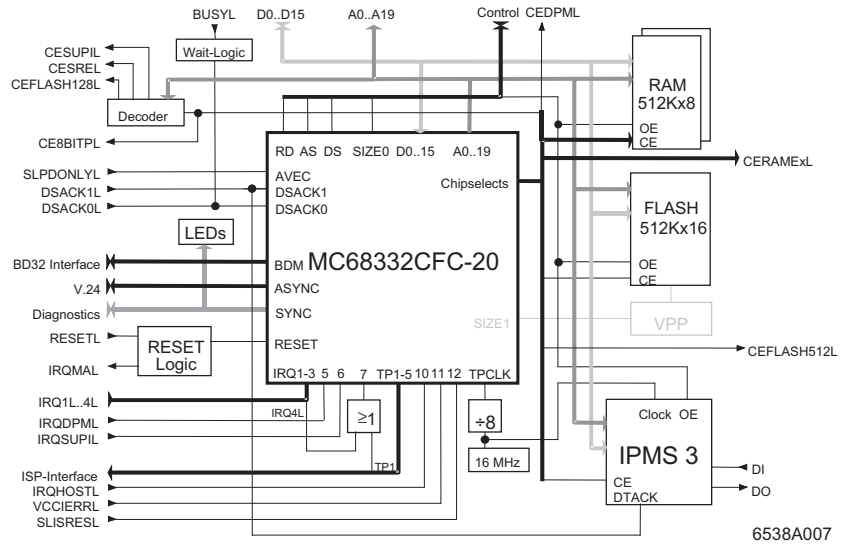 BUSYL D0..D15 A0..A19 Control CEDPML
Wait-Logic
CESUPIL
CESREL
CEFLASH128L
Decoder
CE8BITPL
RAM
512Kx8
OE
CE
RD AS DS SIZE0 D0..15 A0..19
SLPDONLYL AVEC
DSACK1L DSACK1
DSACK0L DSACK0
Chipselects
CERAMExL
LEDs
FLASH
512Kx16
OE
CE
MC68332CFC-20
BD32 Interface BDM
V.24 ASYNC
Diagnostics SYNC
SIZE1 VPP
RESETL RESET
RESET
Logic
IRQMAL
CEFLASH512L
IRQ1-3 5 6 7 TP1-5 10 11 12 TPCLK
IRQ1L..4L
IRQ4L
IRQDPML
IRQSUPIL
≥1
÷8
Clock OE
IPMS 3
TP1
16 MHz
ISP-Interface
IRQHOSTL
VCCIERRL
SLISRESL
CE
DTACK
DI
DO
6538A007